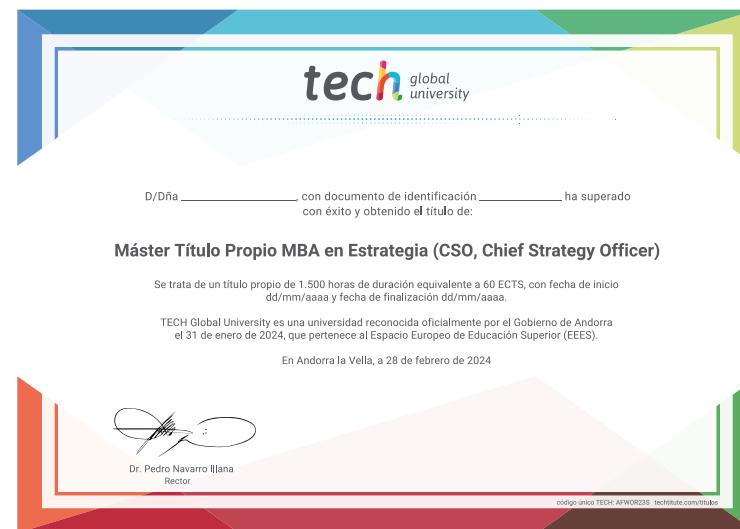 tech global university
D/Dña ________________, con documento de identificación ____________ ha superado
con éxito y obtenido el título de:
Máster Título Propio MBA en Estrategia (CSO, Chief Strategy Officer)
Se trata de un título propio de 1.500 horas de duración equivalente a 60 ECTS, con fecha de inicio
dd/mm/aaaa y fecha de finalización dd/mm/aaaa.
TECH Global University es una universidad reconocida oficialmente por el Gobierno de Andorra
el 31 de enero de 2024, que pertenece al Espacio Europeo de Educación Superior (EEES).
En Andorra la Vella, a 28 de febrero de 2024
Dr. Pedro Navarro Illana
Rector
código único TECH: AFWOR23S techtitute.com/titulos